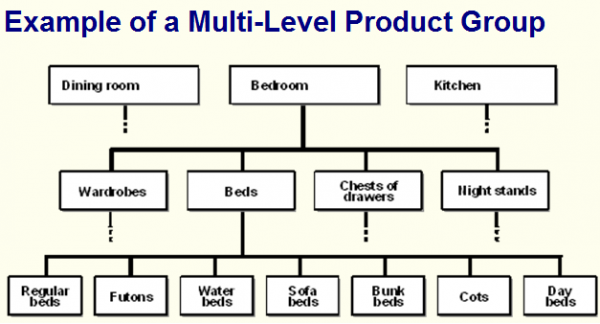 Example of a Multi-Level Product Group
Dining room
Bedroom
Kitchen
Wardrobes
Beds
Chests of
drawers
Night stands
Regular
beds
Futons
Water
beds
Sofa
beds
Bunk
beds
Cots
Day
beds